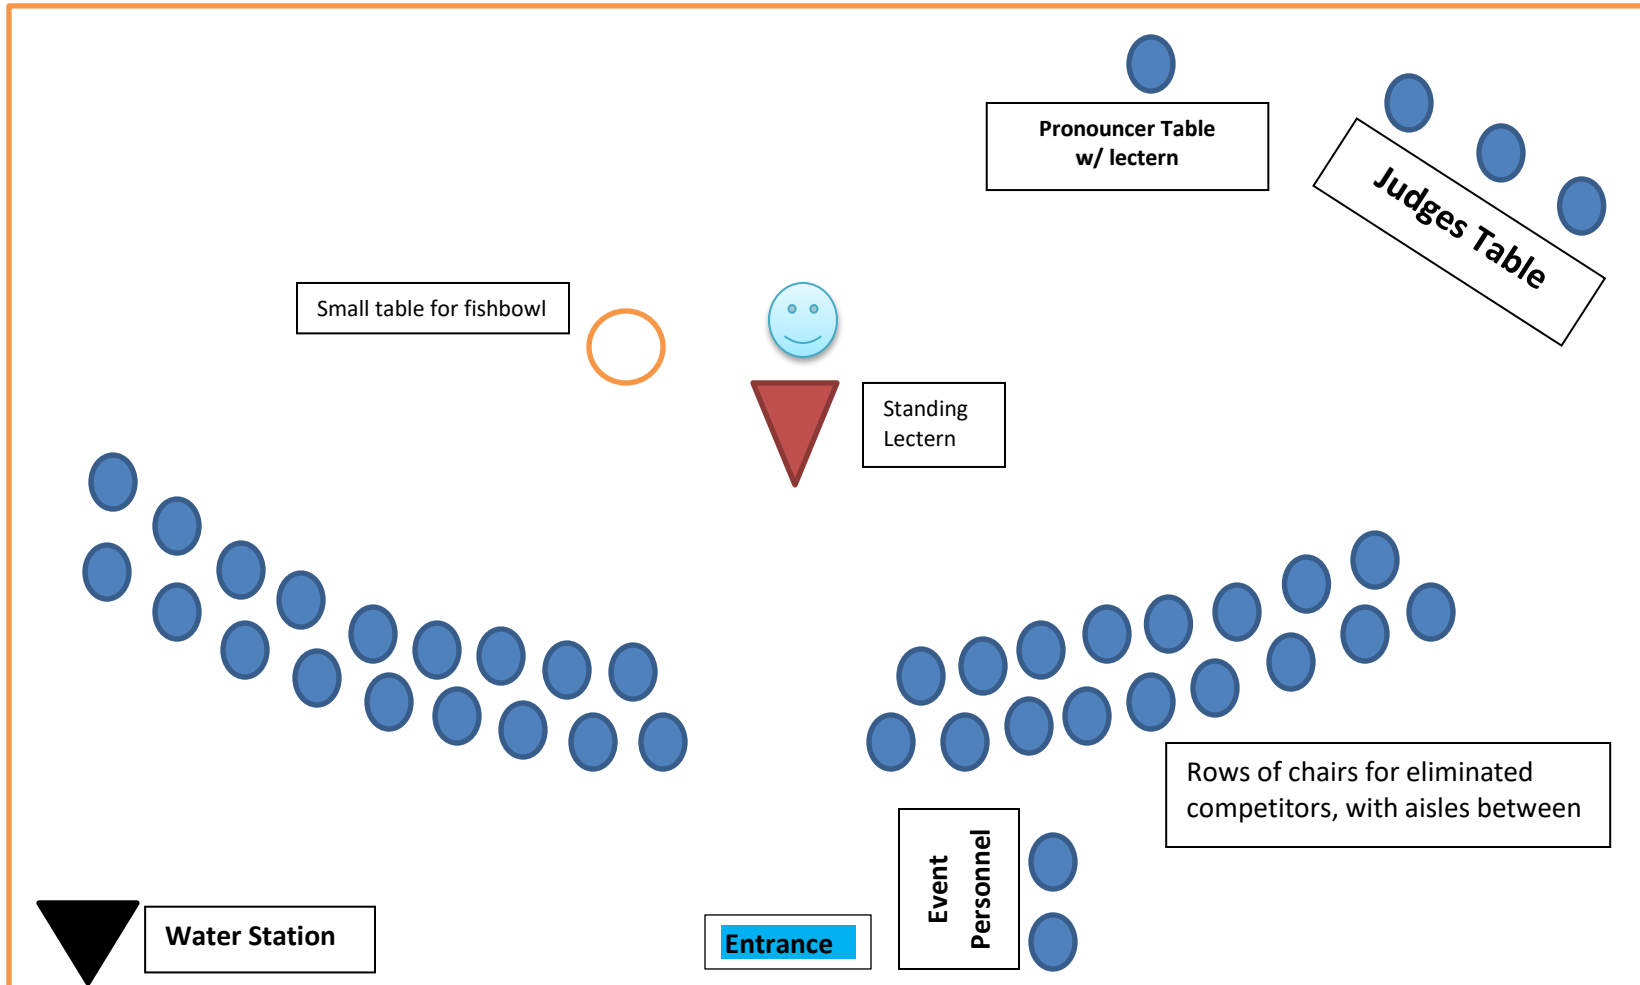 Pronouncer Table
w/ lectern
Judges Table
Small table for fishbowl
Standing
Lectern
Rows of chairs for eliminated
competitors, with aisles between
Event
Personnel
Water Station
Entrance